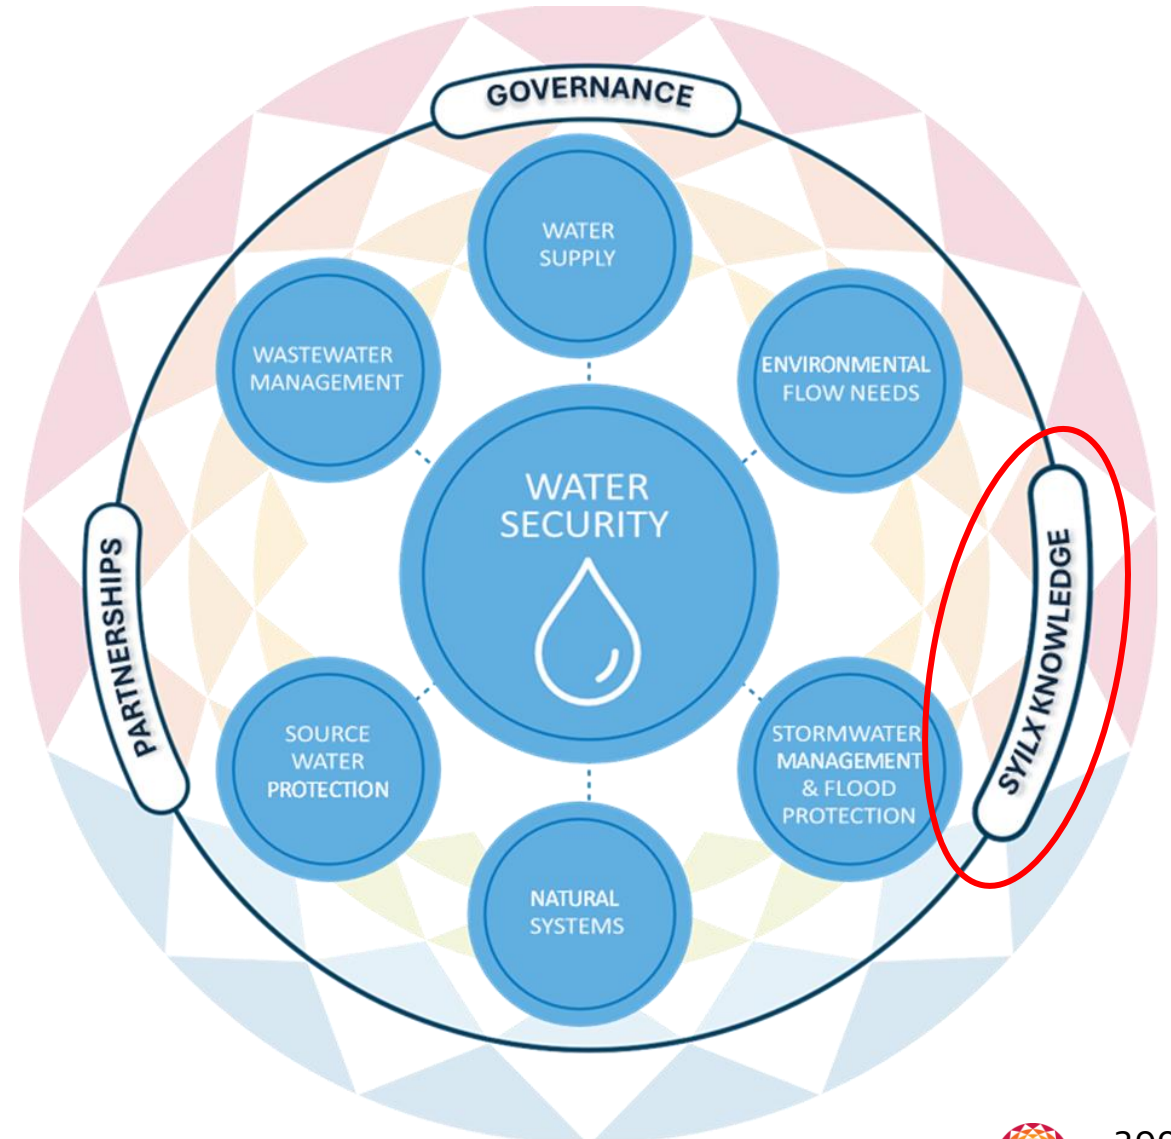 GOVERNANCE
WATER
SUPPLY
WASTEWATER
MANAGEMENT
ENVIRONMENTAL
FLOW NEEDS
WATER
SECURITY
PARTNERSHIPS
SYILX KNOWLEDGE
SOURCE
WATER
PROTECTION
STORMWATER
MANAGEMENT
& FLOOD
PROTECTION
NATURAL
SYSTEMS